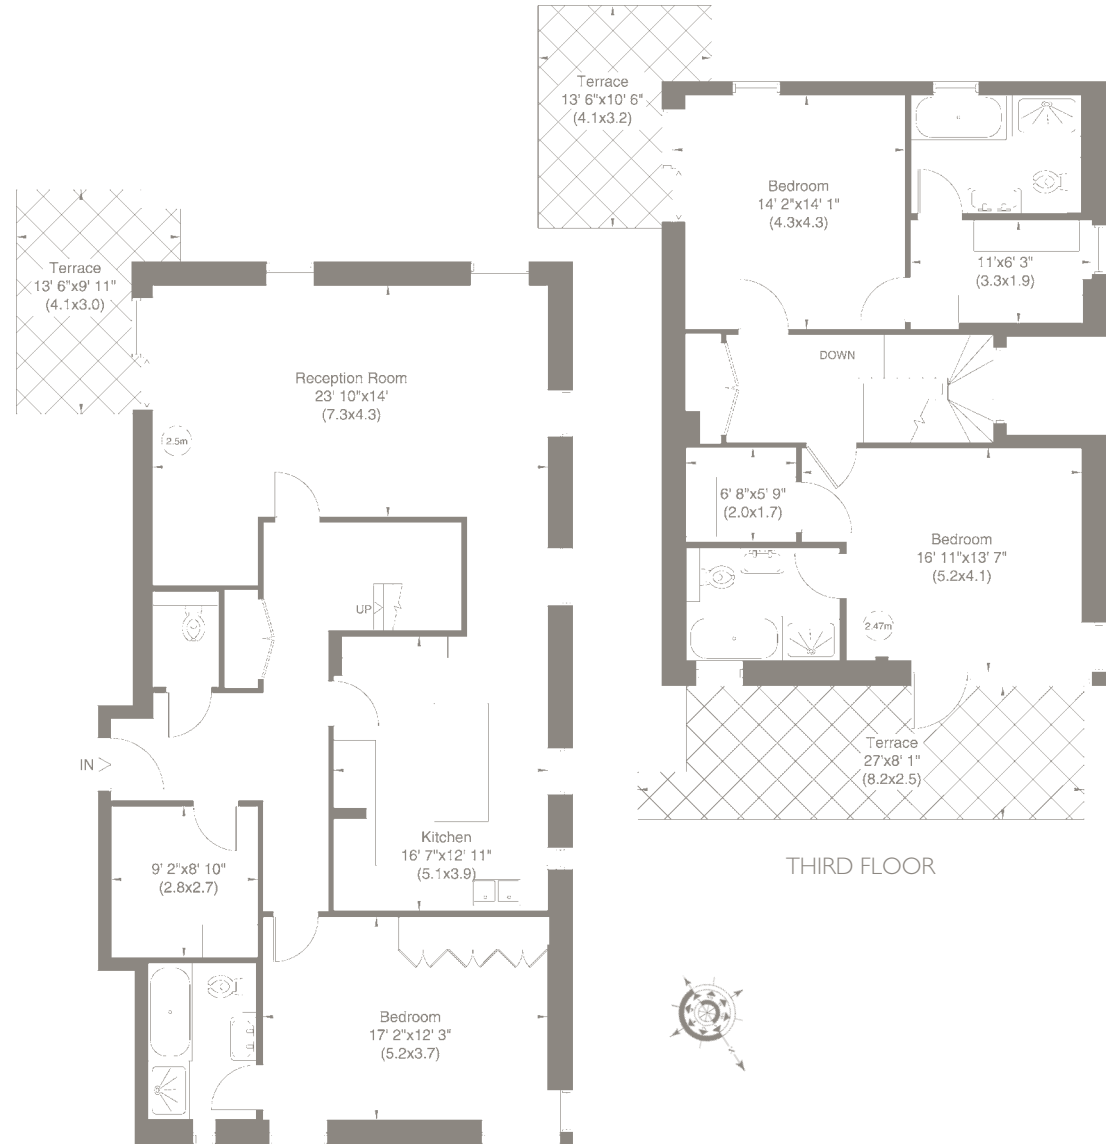 Terrace
13' 6"x10' 6"
(4.1x3.2)
Bedroom
14' 2"x14' 1"
(4.3x4.3)
11'x6' 3"
(3.3x1.9)
Terrace
13' 6"x9' 11"
(4.1x3.0)
DOWN
Reception Room
23' 10"x14'
(7.3x4.3)
2.5m
6' 8"x5' 9"
(2.0x1.7)
Bedroom
16' 11"x13' 7"
(5.2x4.1)
UP
2.47m
IN
Terrace
27'x8' 1"
(8.2x2.5)
Kitchen
16' 7"x12' 11"
(5.1x3.9)
THIRD FLOOR
9' 2"x8' 10"
(2.8x2.7)
Bedroom
17' 2"x12' 3"
(5.2x3.7)